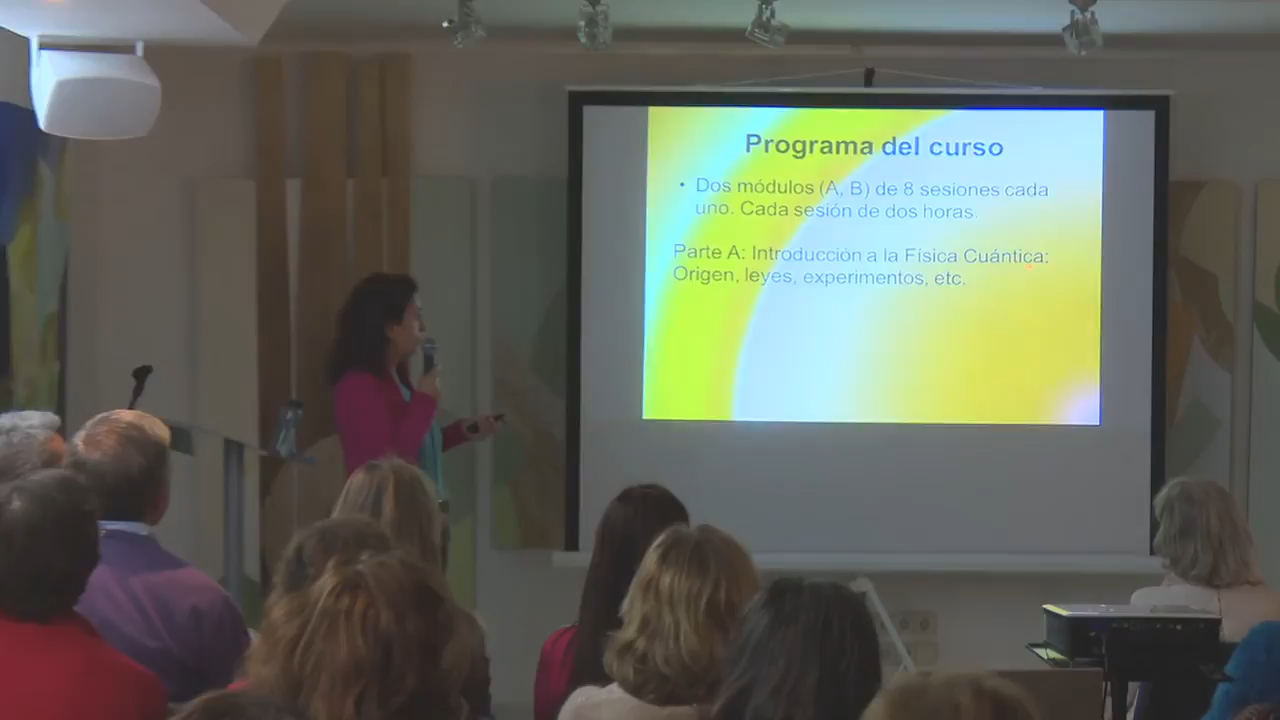 Programa del curso
• Dos módulos (A, B) de 8 sesiones cada
uno. Cada sesión de dos horas.
Parte A: Introducción a la Física Cuántica:
Origen, leyes, experimentos, etc.